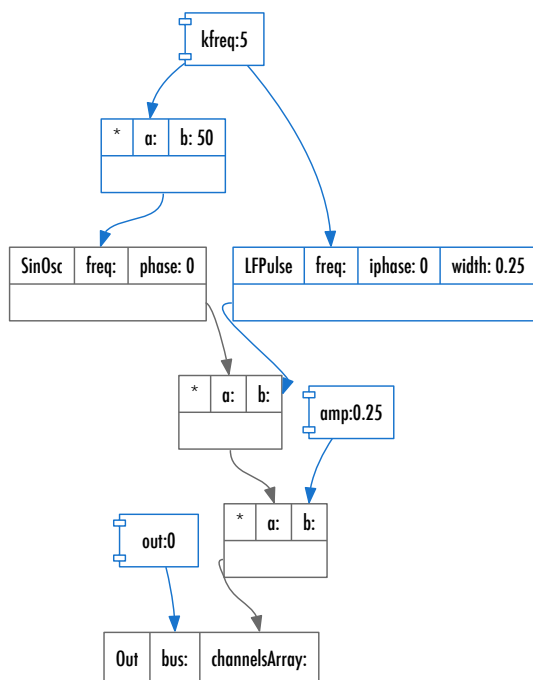 kfreq:5
* a: b: 50
SinOsc freq: phase: 0
LFPulse freq: iphase: 0 width: 0.25
* a: b:
amp:0.25
* a: b:
out:0
Out bus: channelsArray: